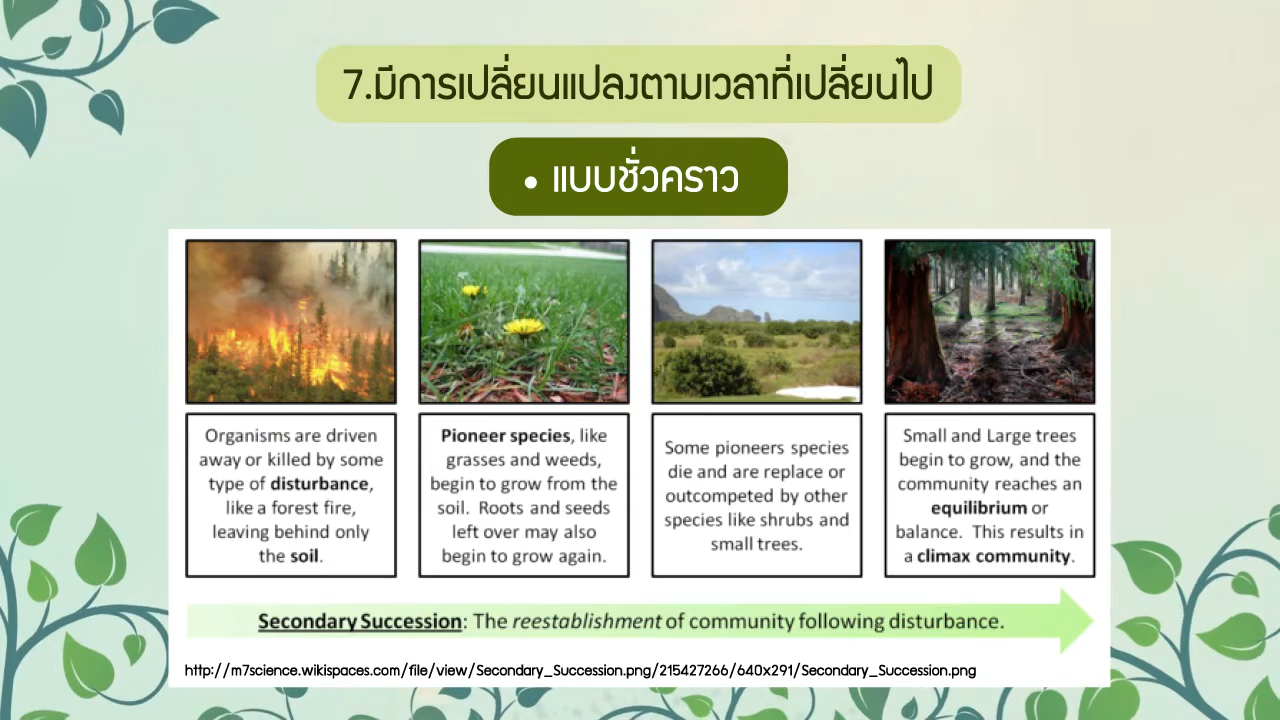 7.มีการเปลี่ยนแปลงตามเวลาที่เปลี่ยนไป
• แบบชั่วคราว
Organisms are driven
away or killed by some
type of disturbance,
like a forest fire,
leaving behind only
the soil.
Pioneer species, like
grasses and weeds,
begin to grow from the
soil. Roots and seeds
left over may also
begin to grow again.
Some pioneers species
die and are replace or
outcompeted by other
species like shrubs and
small trees.
Small and Large trees
begin to grow, and the
community reaches an
equilibrium or
balance. This results in
a climax community.
Secondary Succession: The reestablishment of community following disturbance.
http://m7science.wikispaces.com/file/view/Secondary_Succession.png/215427266/640x291/Secondary_Succession.png